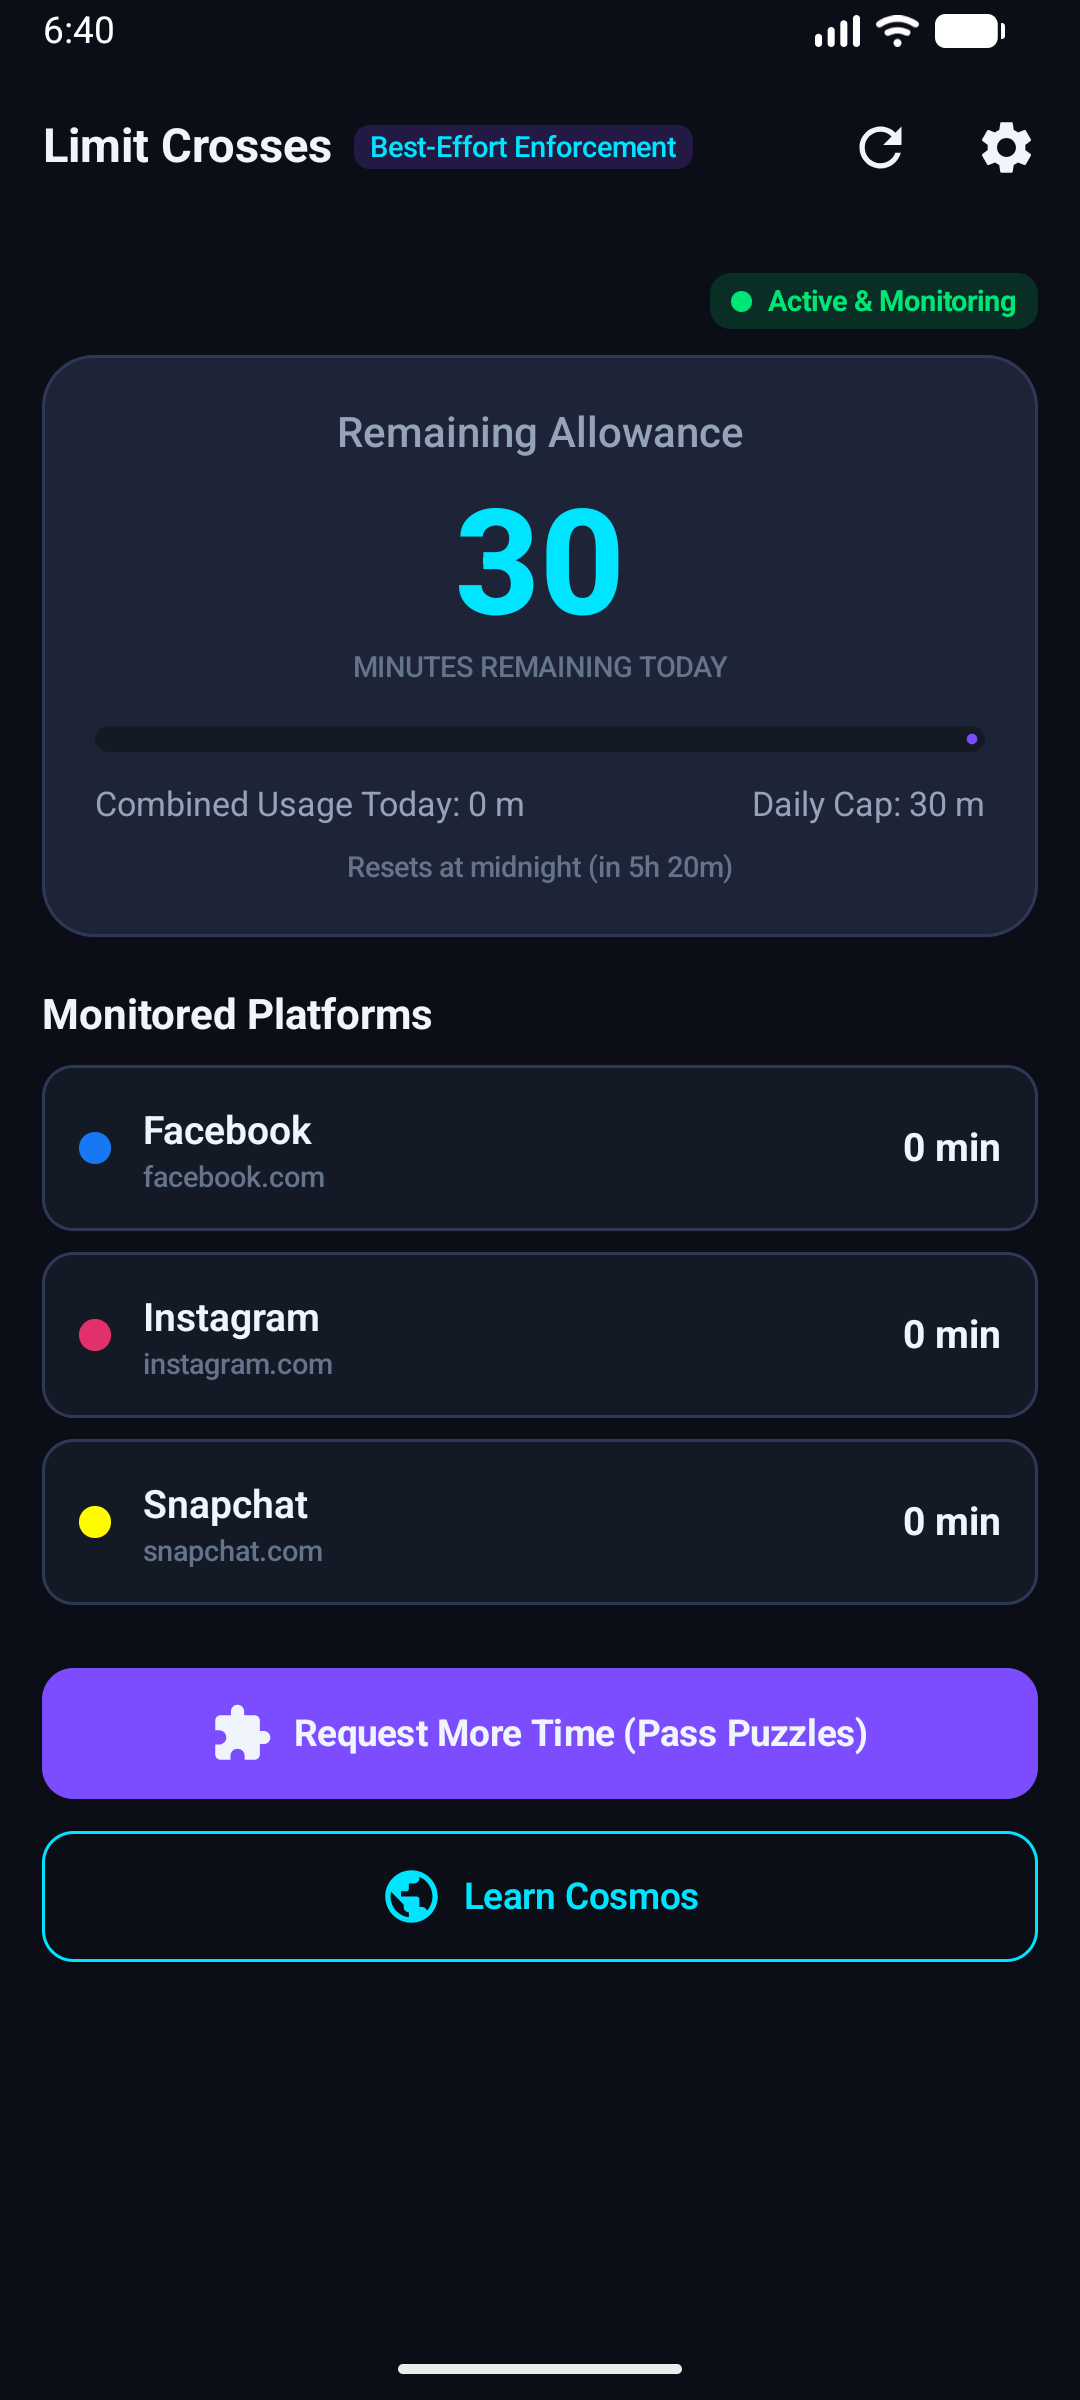 6:40
Limit Crosses
Best-Effort Enforcement
Active & Monitoring
Remaining Allowance
30
MINUTES REMAINING TODAY
Combined Usage Today: 0 m
Daily Cap: 30 m
Resets at midnight (in 5h 20m)
Monitored Platforms
Facebook
facebook.com
0 min
Instagram
instagram.com
0 min
Snapchat
snapchat.com
0 min
Request More Time (Pass Puzzles)
Learn Cosmos